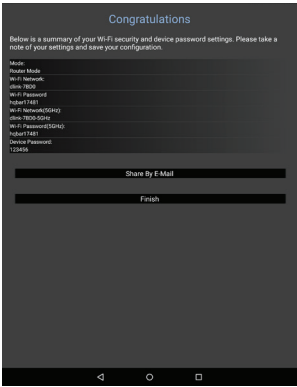 Congratulations
Below is a summary of your Wi-Fi security and device password settings. Please take a
note of your settings and save your configuration.
Mode:
Router Mode
Wi-Fi Network:
dlink-7BD0
Wi-Fi Password
hqbar17481
Wi-Fi Network(5GHz):
dlink-7BD0-5GHz
Wi-Fi Password(5GHz):
hqbar17481
Device Password:
123456
Share By E-Mail
Finish